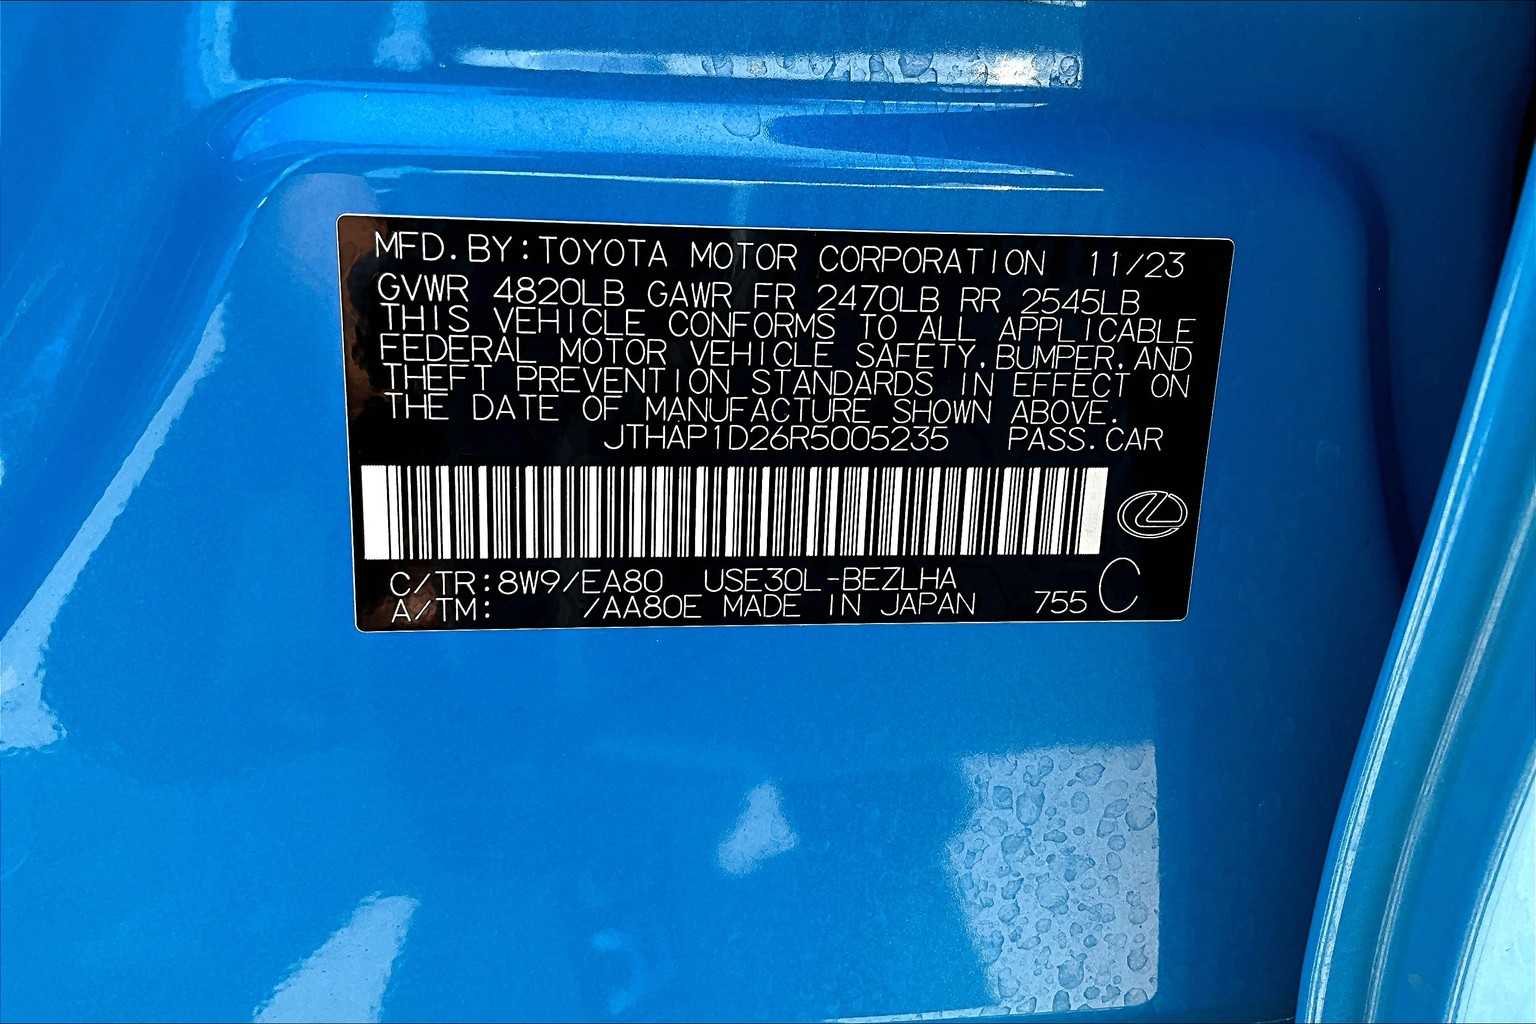 MFD. BY: TOYOTA MOTOR CORPORATION 11/23
GVWR 4820LB GAWR FR 2470LB RR 2545LB
THIS VEHICLE CONFORMS TO ALL APPLICABLE
FEDERAL MOTOR VEHICLE SAFETY, BUMPER, AND
THEFT PREVENTION STANDARDS IN EFFECT ON
THE DATE OF MANUFACTURE SHOWN ABOVE.
JTHAP1D26R5005235 PASS. CAR
C/TR: 8W9/EA80 USE30L-BEZLHA
A/TM: /AA80E MADE IN JAPAN 755 C